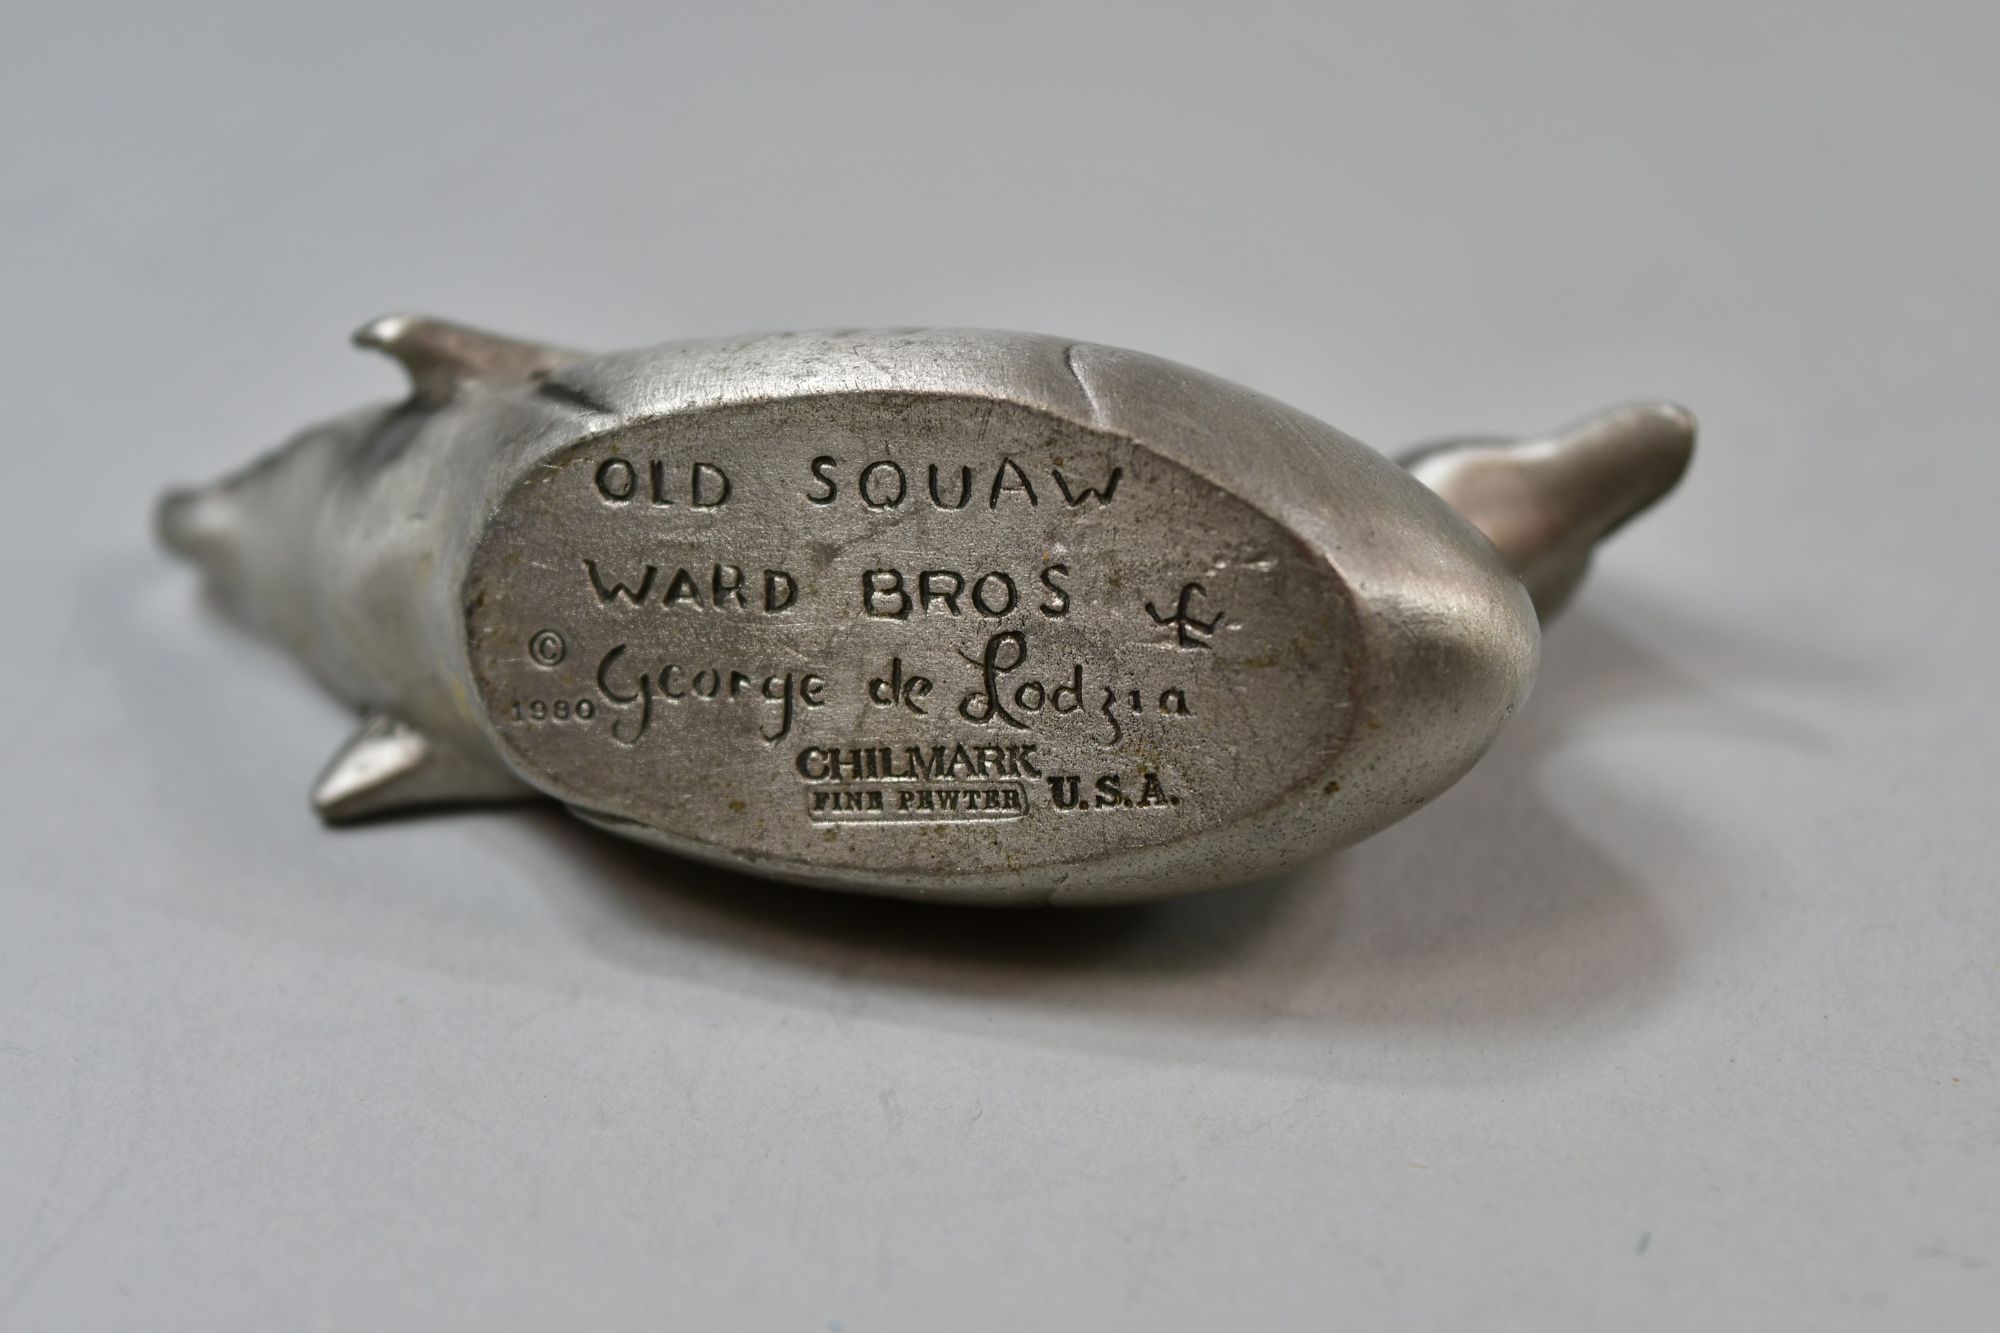 OLD SQUAW
WARD BROS
© 1980 George de Lodzia
CHILMARK
FINE PEWTER U.S.A.